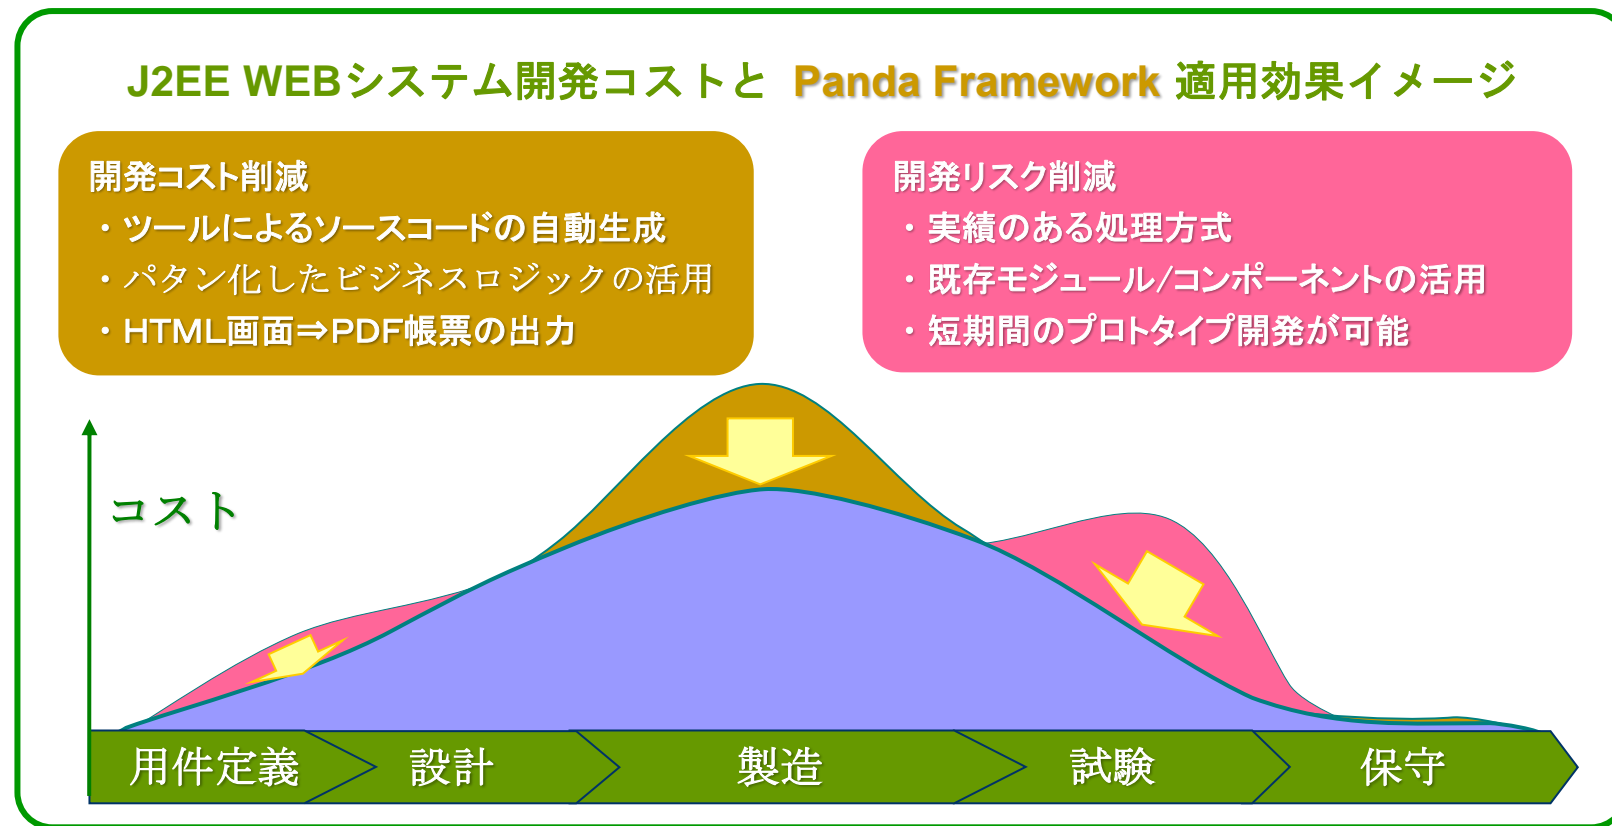 J2EE WEBシステム開発コストと Panda Framework 適用効果イメージ
開発コスト削減
・ツールによるソースコードの自動生成
・パタン化したビジネスロジックの活用
・HTML画面⇒PDF帳票の出力
開発リスク削減
・実績のある処理方式
・既存モジュール/コンポーネントの活用
・短期間のプロトタイプ開発が可能
コスト
用件定義
設計
製造
試験
保守